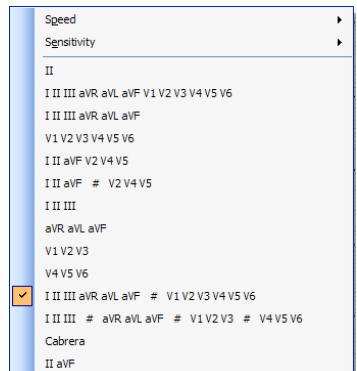 Speed
Sensitivity
II
I II III aVR aVL aVF V1 V2 V3 V4 V5 V6
I II III aVR aVL aVF
V1 V2 V3 V4 V5 V6
I II aVF V2 V4 V5
I II aVF # V2 V4 V5
I II III
aVR aVL aVF
V1 V2 V3
V4 V5 V6
I II III aVR aVL aVF # V1 V2 V3 V4 V5 V6
I II III # aVR aVL aVF # V1 V2 V3 # V4 V5 V6
Cabrera
II aVF